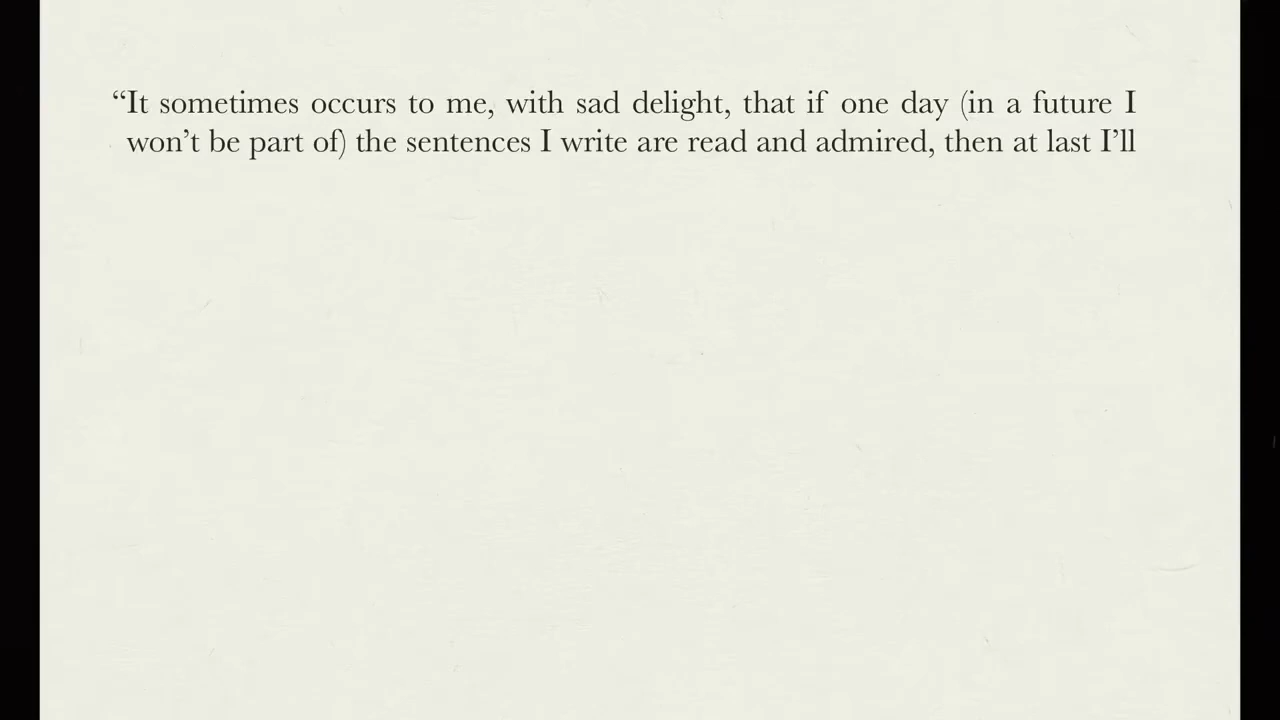 “It sometimes occurs to me, with sad delight, that if one day (in a future I
won’t be part of) the sentences I write are read and admired, then at last I’ll